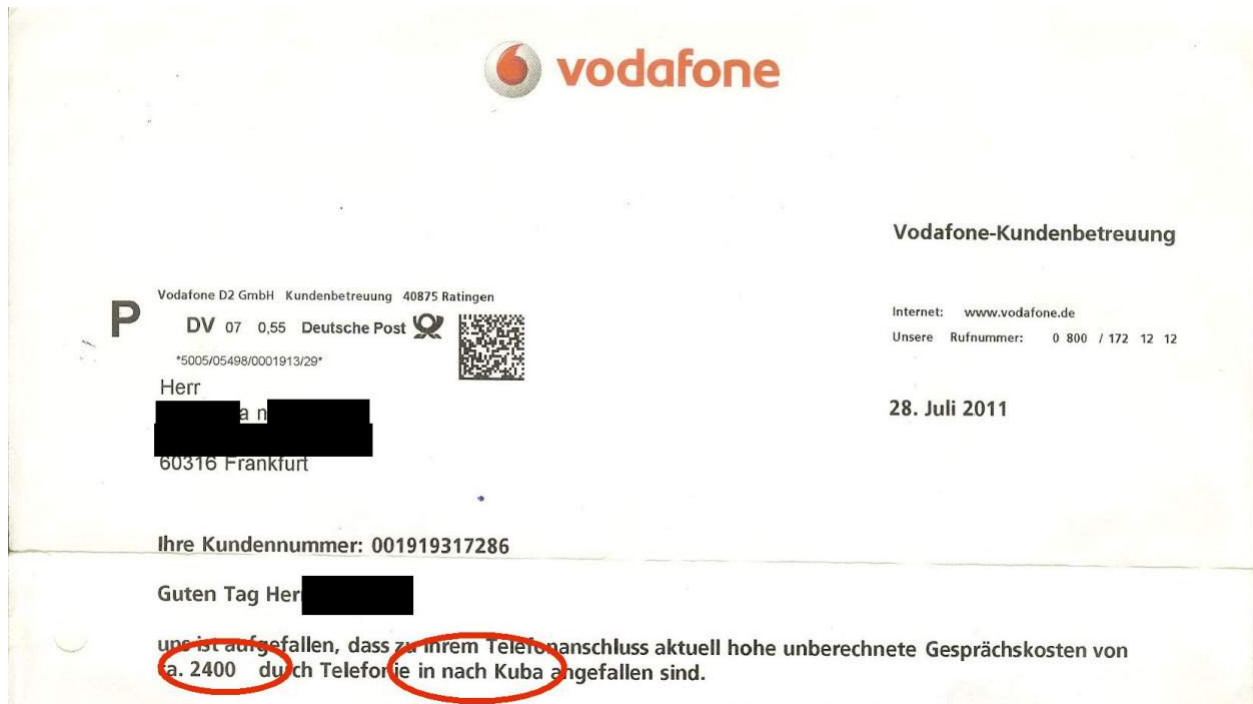 vodafone
Vodafone-Kundenbetreuung
Vodafone D2 GmbH Kundenbetreuung 40875 Ratingen
P
DV 07 0,55 Deutsche Post
*5005/05498/0001913/29*
Internet: www.vodafone.de
Unsere Rufnummer: 0 800 / 172 12 12
Herr
a n
28. Juli 2011
60316 Frankfurt
Ihre Kundennummer: 001919317286
Guten Tag Her
uns ist aufgefallen, dass zu Ihrem Telefonanschluss aktuell hohe unberechnete Gesprächskosten von
ca. 2400 durch Telefonie in nach Kuba angefallen sind.